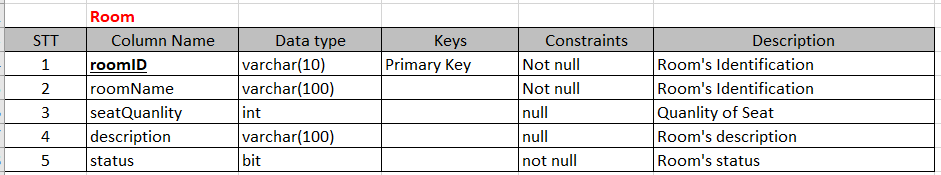 Room
STT Column Name Data type Keys Constraints Description
1 roomID varchar(10) Primary Key Not null Room's Identification
2 roomName varchar(100) Not null Room's Identification
3 seatQuanlity int null Quanlity of Seat
4 description varchar(100) null Room's description
5 status bit not null Room's status